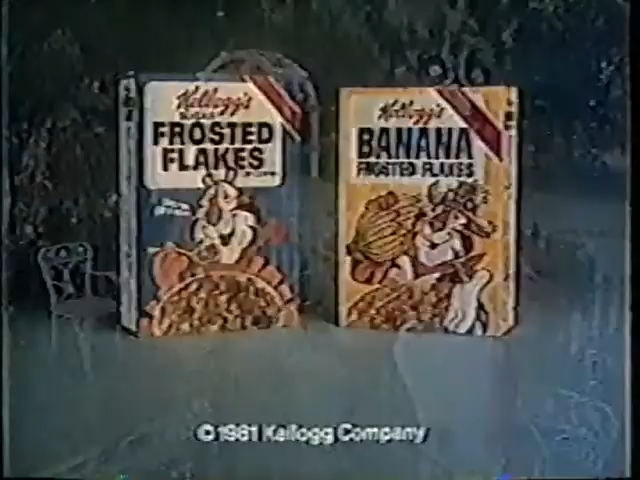 Kellogg's
FROSTED
FLAKES
Kellogg's
BANANA
FROSTED FLAKES
©1981 Kellogg Company